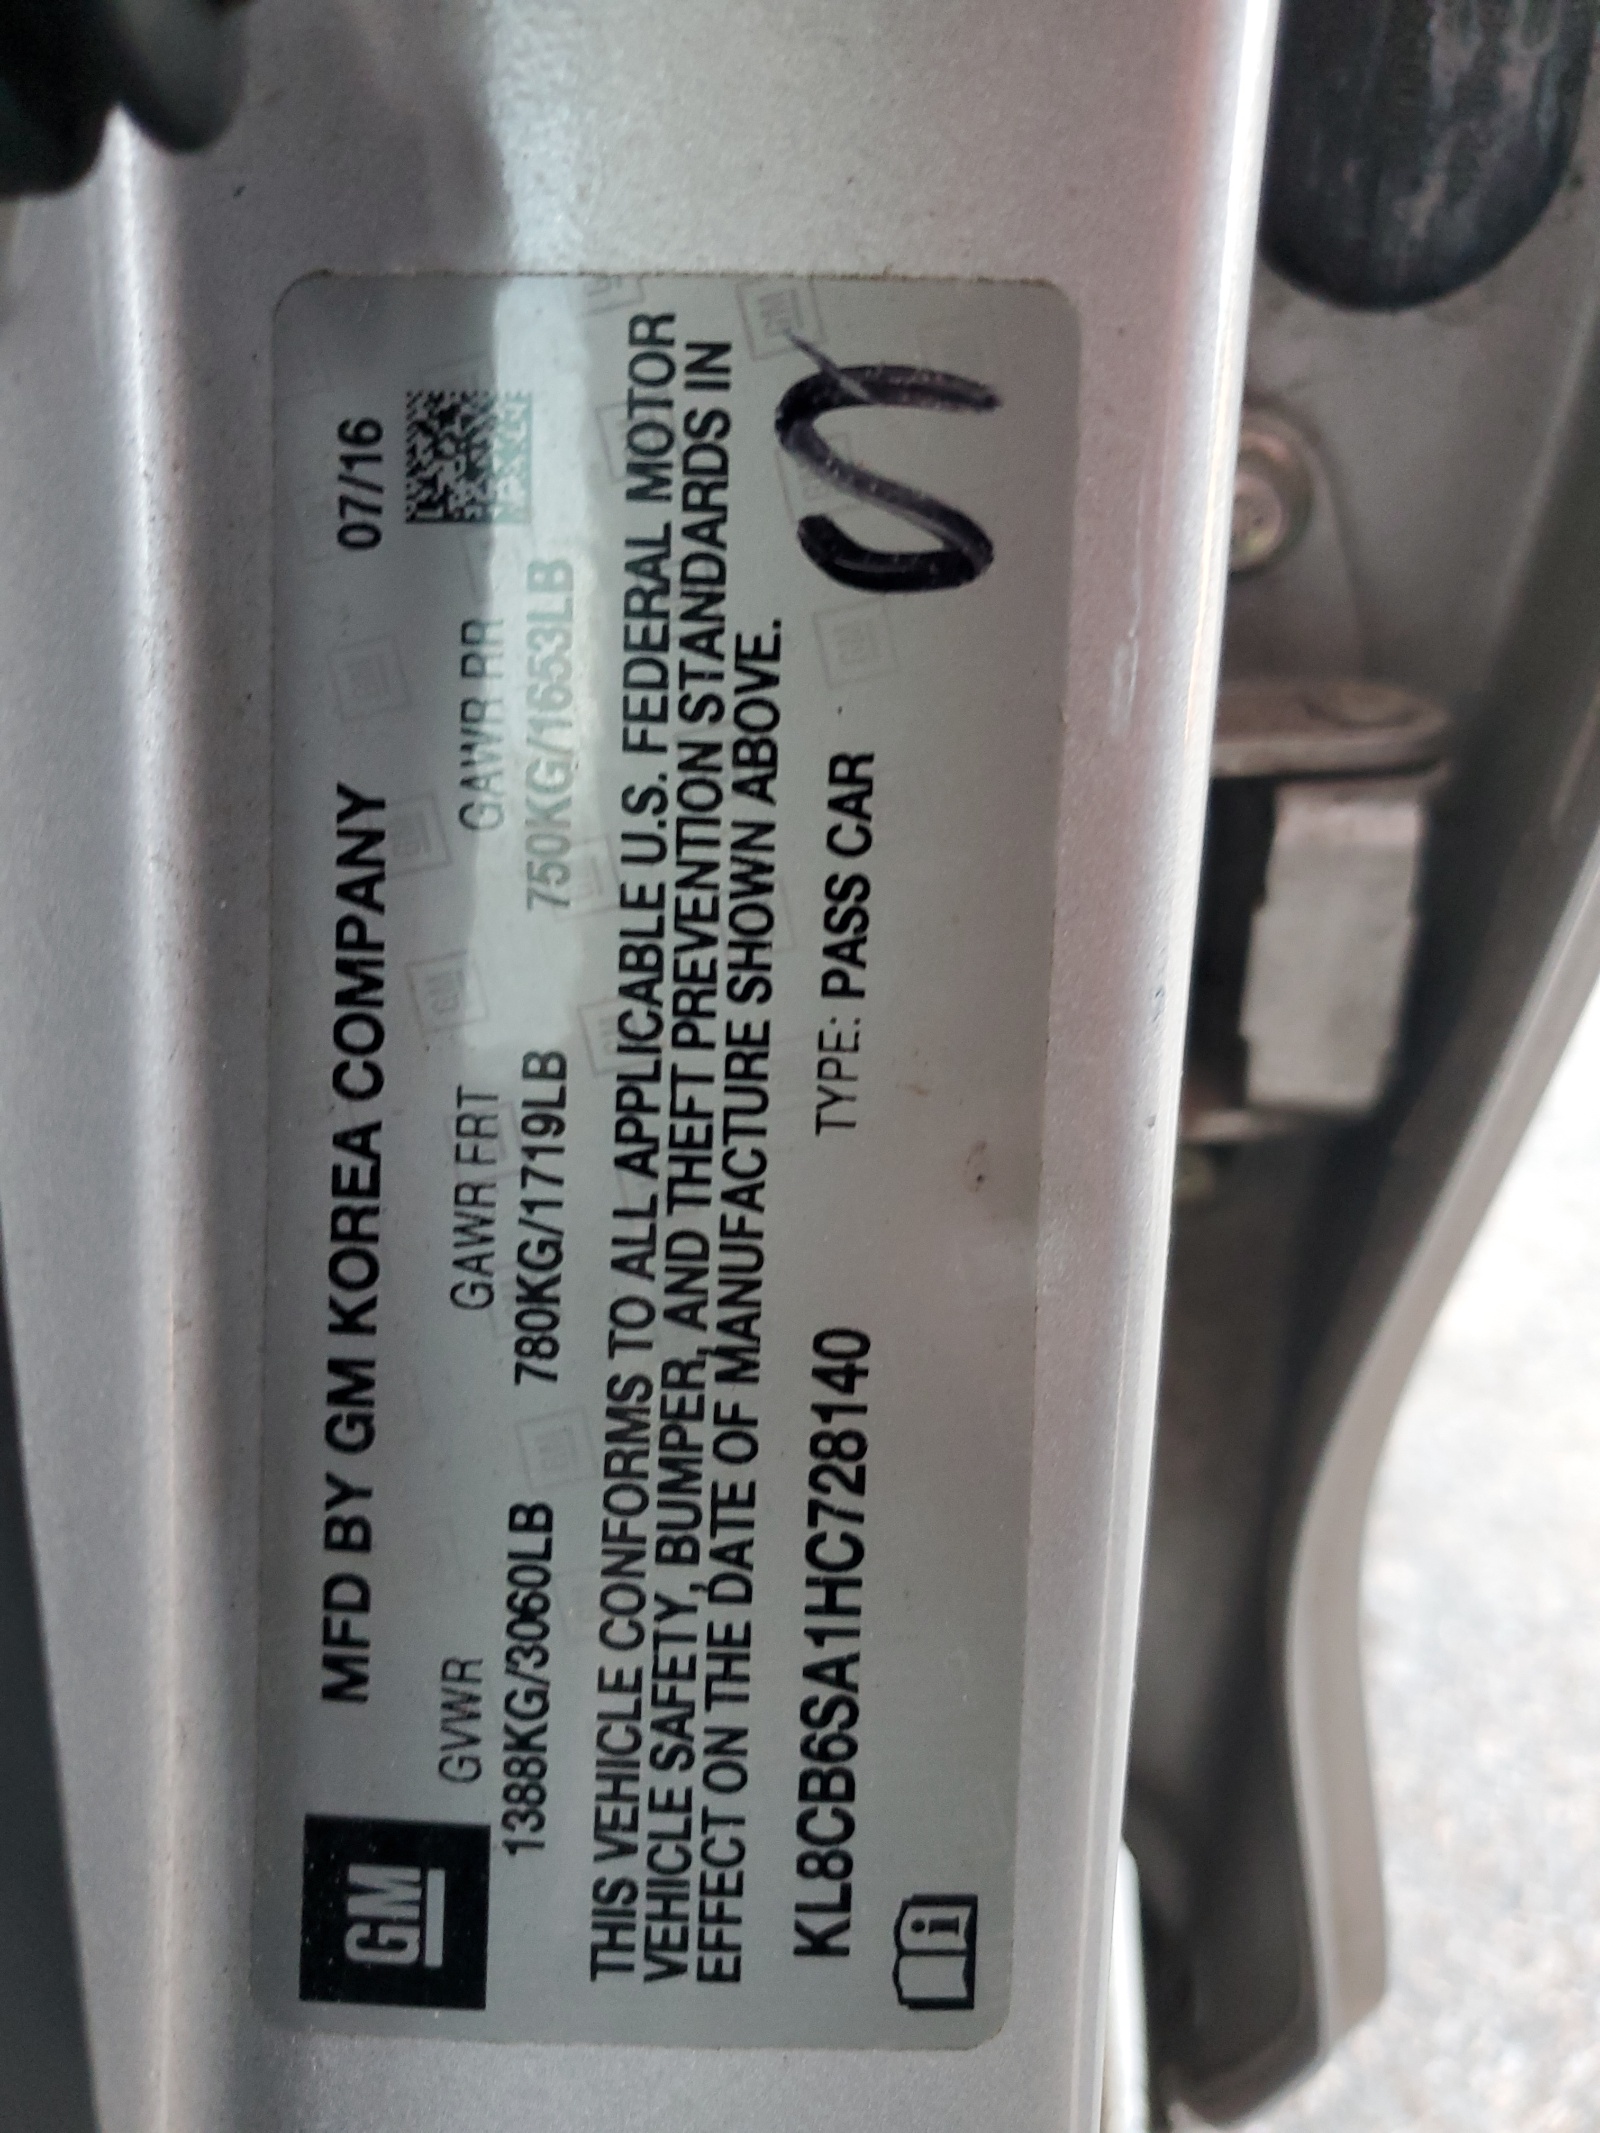 GM
MFD BY GM KOREA COMPANY 07/16
GVWR GAWR FRT GAWR RR
1388KG/3060LB 780KG/1719LB 750KG/1653LB
THIS VEHICLE CONFORMS TO ALL APPLICABLE U.S. FEDERAL MOTOR
VEHICLE SAFETY, BUMPER, AND THEFT PREVENTION STANDARDS IN
EFFECT ON THE DATE OF MANUFACTURE SHOWN ABOVE.
KL8CB6SA1HC728140 TYPE: PASS CAR
i